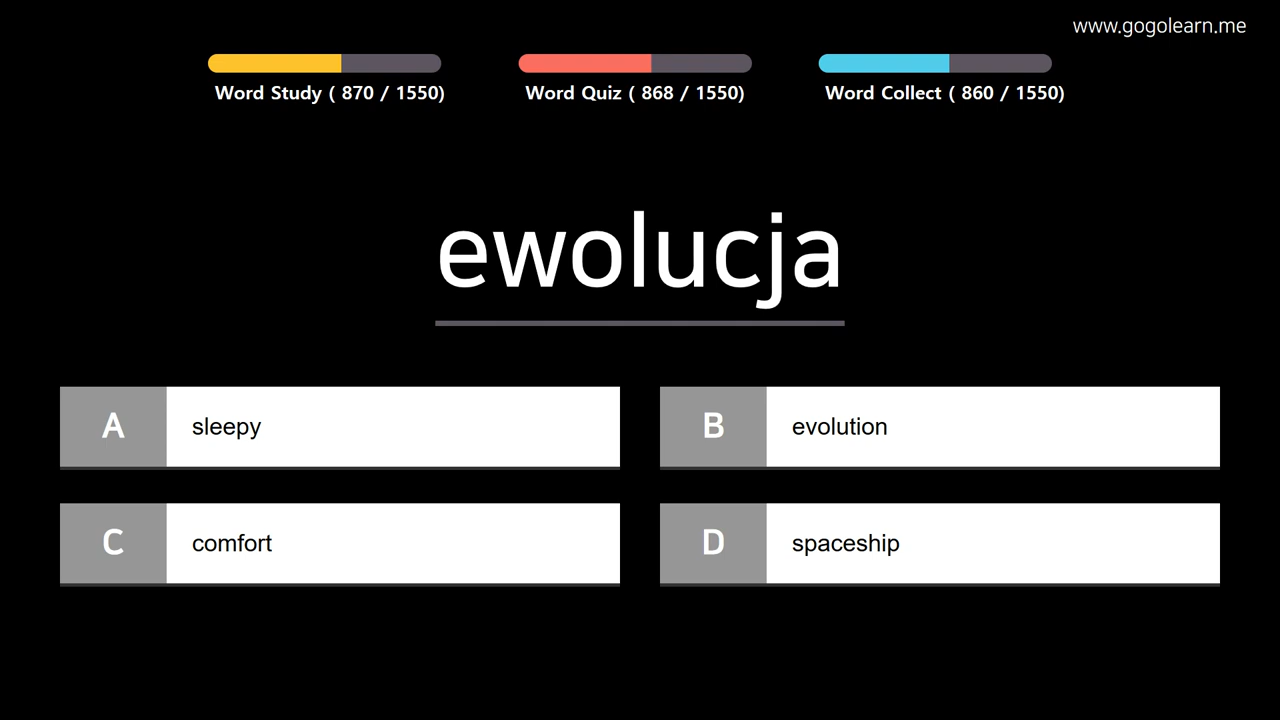 www.gogolearn.me
Word Study ( 870 / 1550)
Word Quiz ( 868 / 1550)
Word Collect ( 860 / 1550)
ewolucja
A sleepy
B evolution
C comfort
D spaceship